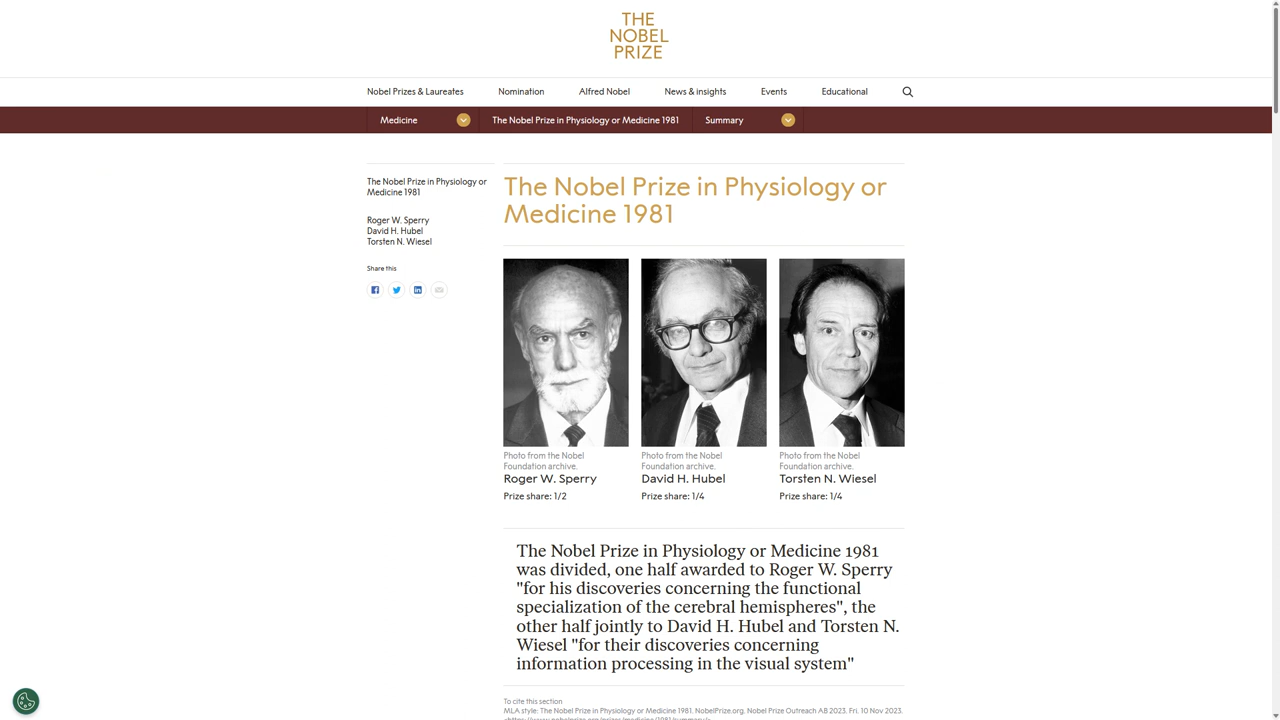 THE
NOBEL
PRIZE
Nobel Prizes & Laureates
Nomination
Alfred Nobel
News & insights
Events
Educational
Medicine
The Nobel Prize in Physiology or Medicine 1981
Summary
The Nobel Prize in Physiology or
Medicine 1981
Roger W. Sperry
David H. Hubel
Torsten N. Wiesel
Share this
The Nobel Prize in Physiology or
Medicine 1981
Photo from the Nobel
Foundation archive.
Roger W. Sperry
Prize share: 1/2
Photo from the Nobel
Foundation archive.
David H. Hubel
Prize share: 1/4
Photo from the Nobel
Foundation archive.
Torsten N. Wiesel
Prize share: 1/4
The Nobel Prize in Physiology or Medicine 1981
was divided, one half awarded to Roger W. Sperry
"for his discoveries concerning the functional
specialization of the cerebral hemispheres", the
other half jointly to David H. Hubel and Torsten N.
Wiesel "for their discoveries concerning
information processing in the visual system"
To cite this section
MLA style: The Nobel Prize in Physiology or Medicine 1981. NobelPrize.org. Nobel Prize Outreach AB 2023. Fri. 10 Nov 2023.